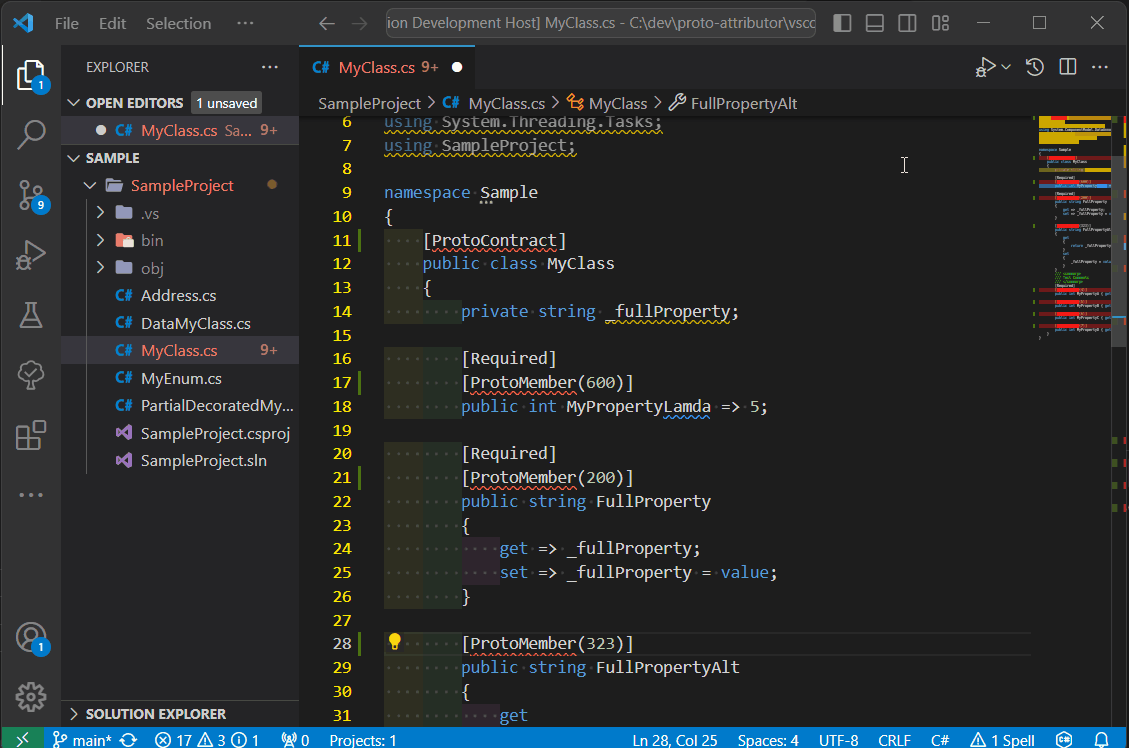 File Edit Selection ···
ion Development Host] MyClass.cs - C:\dev\proto-attributor\vscc
EXPLORER ···
OPEN EDITORS 1 unsaved
C# MyClass.cs Sa... 9+
SAMPLE
SampleProject
.vs
bin
obj
C# Address.cs
C# DataMyClass.cs
C# MyClass.cs 9+
C# MyEnum.cs
C# PartialDecoratedMy...
SampleProject.csproj
SampleProject.sln
SOLUTION EXPLORER
1
9
1
C# MyClass.cs 9+
SampleProject > C# MyClass.cs > MyClass > FullPropertyAlt
6 using System.Threading.Tasks;
7 using SampleProject;
8
9 namespace Sample
10 {
11 [ProtoContract]
12 public class MyClass
13 {
14 private string _fullProperty;
15
16 [Required]
17 [ProtoMember(600)]
18 public int MyPropertyLamda => 5;
19
20 [Required]
21 [ProtoMember(200)]
22 public string FullProperty
23 {
24 get => _fullProperty;
25 set => _fullProperty = value;
26 }
27
28 [ProtoMember(323)]
29 public string FullPropertyAlt
30 {
31 get
main* 17 3 1 0 Projects: 1 Ln 28, Col 25 Spaces: 4 UTF-8 CRLF C# 1 Spell